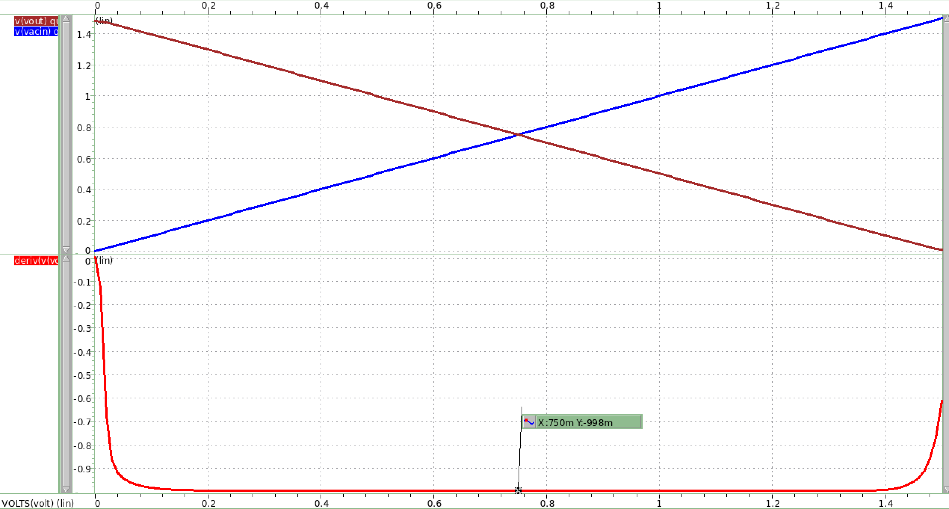 0 0.2 0.4 0.6 0.8 1 1.2 1.4
v(vout)
v(vacin)
(lin)
1.4
1.2
1
0.8
0.6
0.4
0.2
0
deriv(v(vo
0 (lin)
-0.1
-0.2
-0.3
-0.4
-0.5
-0.6
-0.7
X:750m Y:-998m
-0.8
-0.9
VOLTS(volt) (lin) 0 0.2 0.4 0.6 0.8 1 1.2 1.4